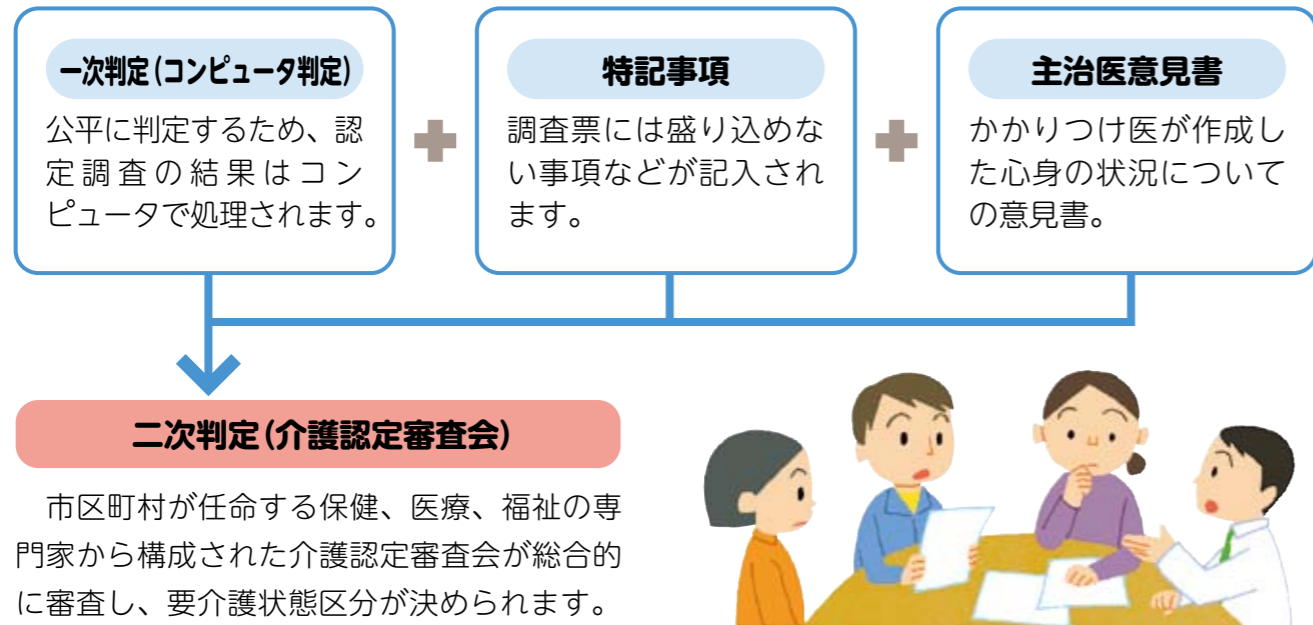 一次判定(コンピュータ判定)
公平に判定するため、認
定調査の結果はコン
ピュータで処理されます。
特記事項
調査票には盛り込めな
い事項などが記入され
ます。
主治医意見書
かかりつけ医が作成し
た心身の状況について
の意見書。
二次判定(介護認定審査会)
市区町村が任命する保健、医療、福祉の専
門家から構成された介護認定審査会が総合的
に審査し、要介護状態区分が決められます。